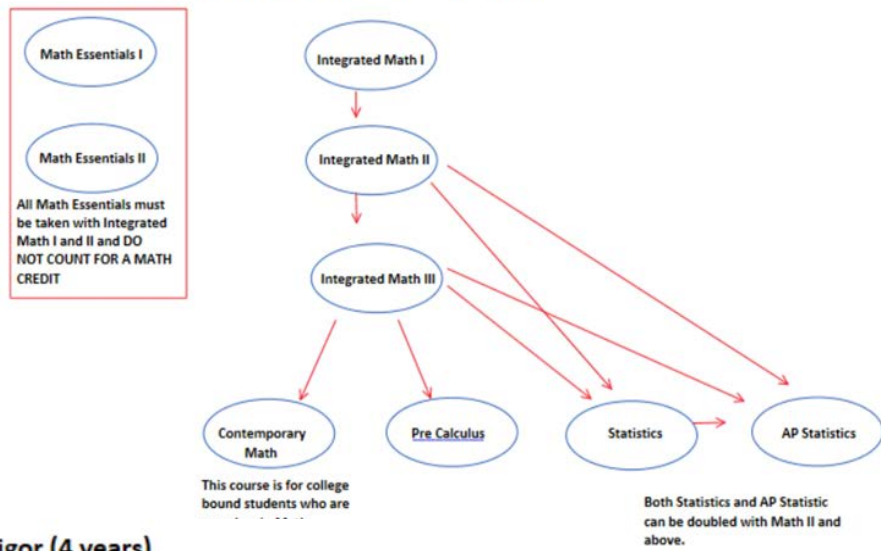 Math Essentials I
Math Essentials II
All Math Essentials must
be taken with Integrated
Math I and II and DO
NOT COUNT FOR A MATH
CREDIT
Integrated Math I
Integrated Math II
Integrated Math III
Contemporary
Math
This course is for college
bound students who are
Pre Calculus
Statistics
AP Statistics
Both Statistics and AP Statistic
can be doubled with Math II and
above.
(4 years)